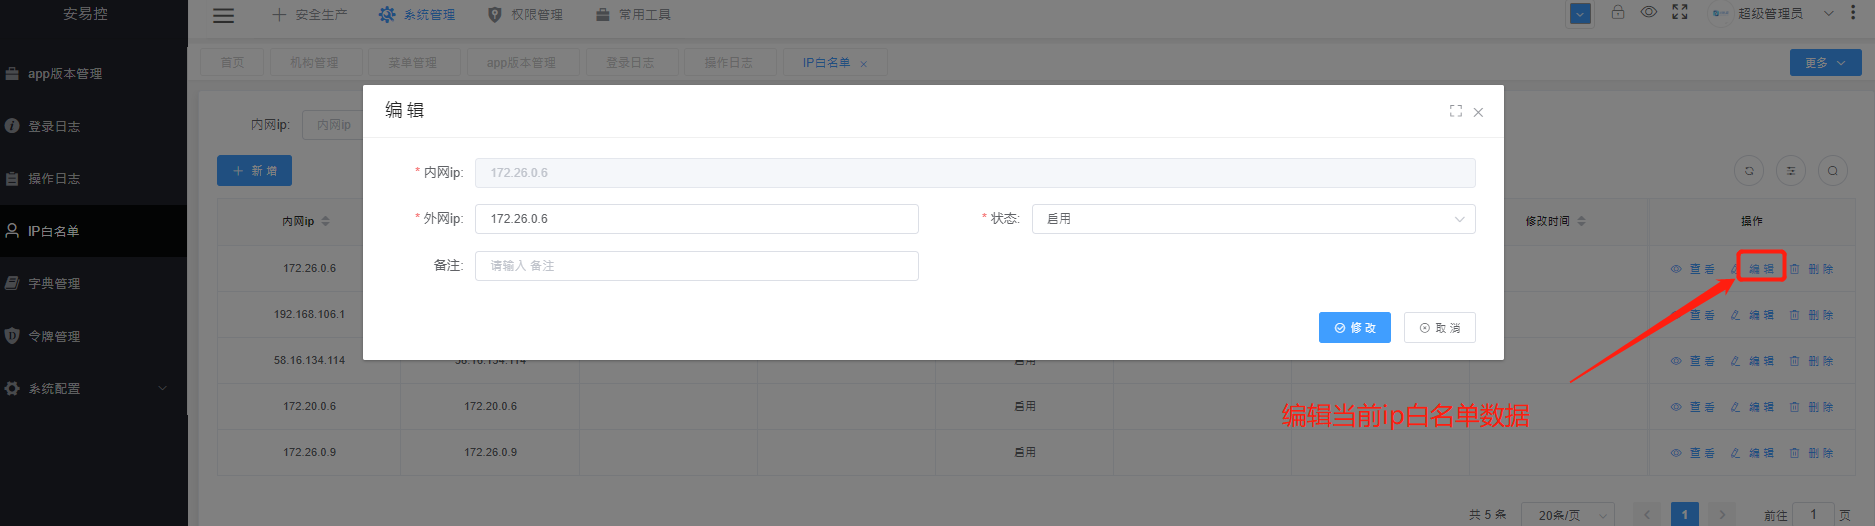 安易控
安全生产 系统管理 权限管理 常用工具 超级管理员
首页 机构管理 菜单管理 app版本管理 登录日志 操作日志 IP白名单 更多
app版本管理
登录日志
操作日志
IP白名单
字典管理
令牌管理
系统配置
内网ip: 内网ip
新增
编辑
* 内网ip: 172.26.0.6
* 外网ip: 172.26.0.6 * 状态: 启用
备注: 请输入 备注
修改 取消
内网ip 修改时间 操作
172.26.0.6 查看 编辑 删除
192.168.106.1 查看 编辑 删除
58.16.134.114 58.16.134.114 启用 查看 编辑 删除
172.20.0.6 172.20.0.6 启用 查看 编辑 删除
172.26.0.9 172.26.0.9 启用 查看 编辑 删除
编辑当前ip白名单数据
共 5 条 20条/页 1 前往 1 页